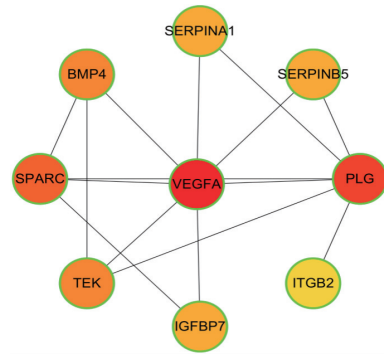 SERPINA1
BMP4
SERPINB5
SPARC
VEGFA
PLG
TEK
ITGB2
IGFBP7